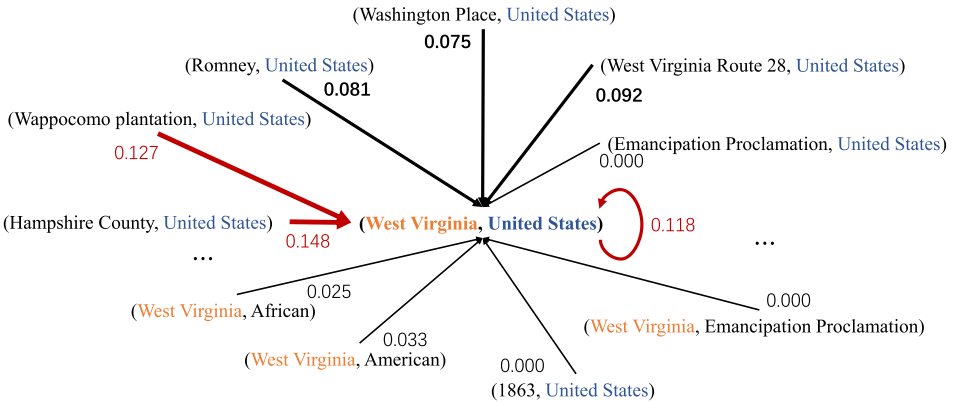 (Washington Place, United States)
0.075
(Romney, United States)
0.081
(West Virginia Route 28, United States)
0.092
(Wappocomo plantation, United States)
0.127
(Emancipation Proclamation, United States)
0.000
(Hampshire County, United States)
0.148
(West Virginia, United States)
0.118
...
...
0.025
(West Virginia, African)
0.000
(West Virginia, Emancipation Proclamation)
0.033
(West Virginia, American)
0.000
(1863, United States)